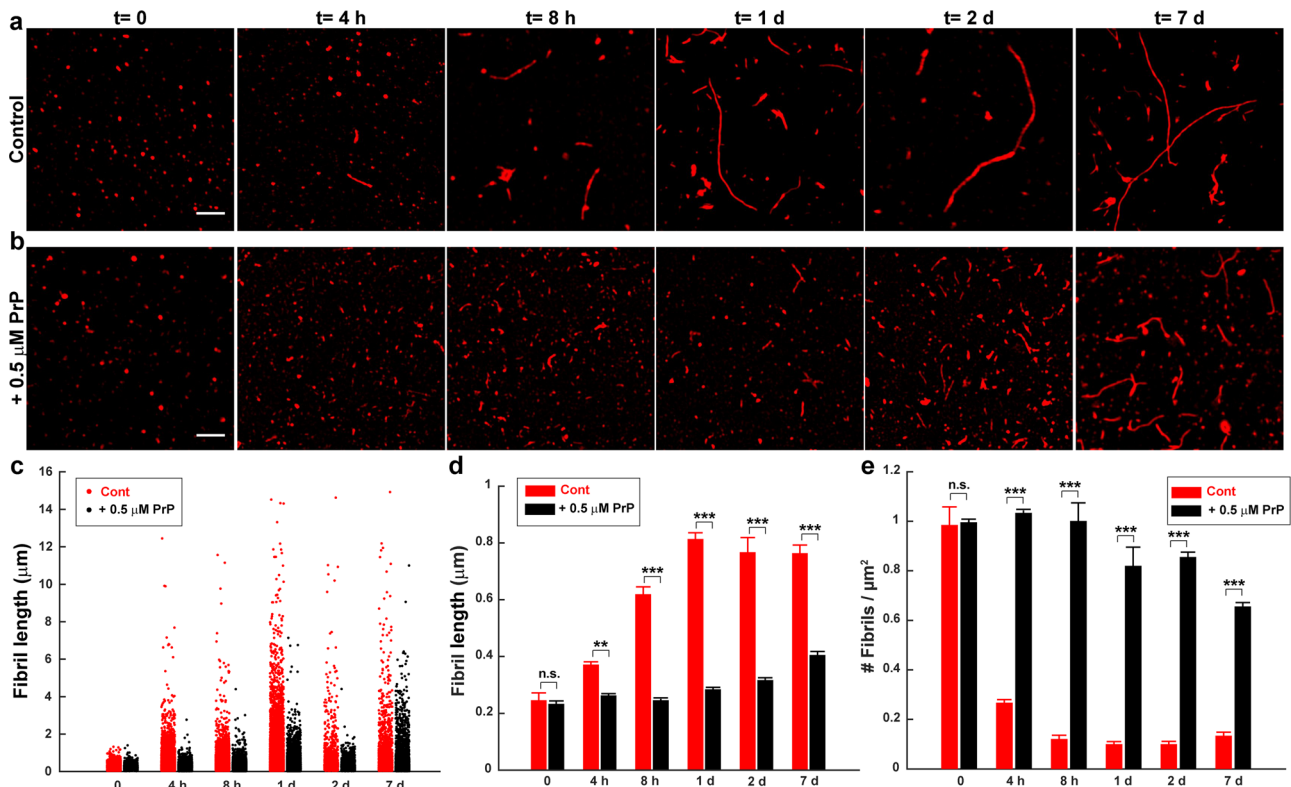 a
t= 0
t= 4 h
t= 8 h
t= 1 d
t= 2 d
t= 7 d
Control
b
+ 0.5 µM PrP
c
Fibril length (µm)
16
14
12
10
8
6
4
2
0
Cont
+ 0.5 µM PrP
0
4 h
8 h
1 d
2 d
7 d
d
Fibril length (µm)
1
0.8
0.6
0.4
0.2
0
Cont
+ 0.5 µM PrP
n.s.
**
***
***
***
***
0
4 h
8 h
1 d
2 d
7 d
e
# Fibrils / µm²
1.2
1
0.8
0.6
0.4
0.2
0
Cont
+ 0.5 µM PrP
n.s.
***
***
***
***
***
0
4 h
8 h
1 d
2 d
7 d